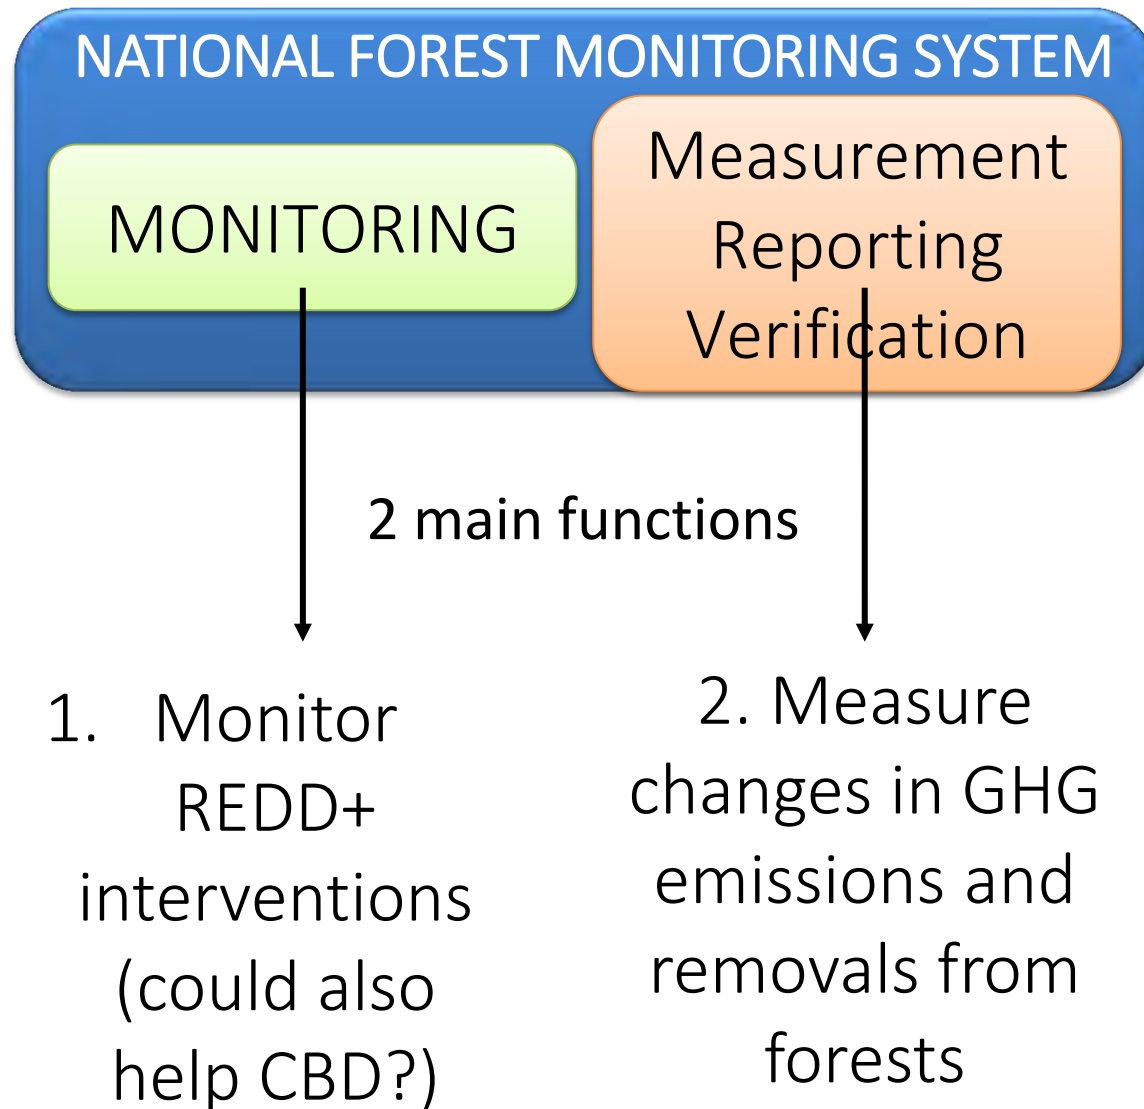 NATIONAL FOREST MONITORING SYSTEM
MONITORING
Measurement
Reporting
Verification
2 main functions
1. Monitor
REDD+
interventions
(could also
help CBD?)
2. Measure
changes in GHG
emissions and
removals from
forests